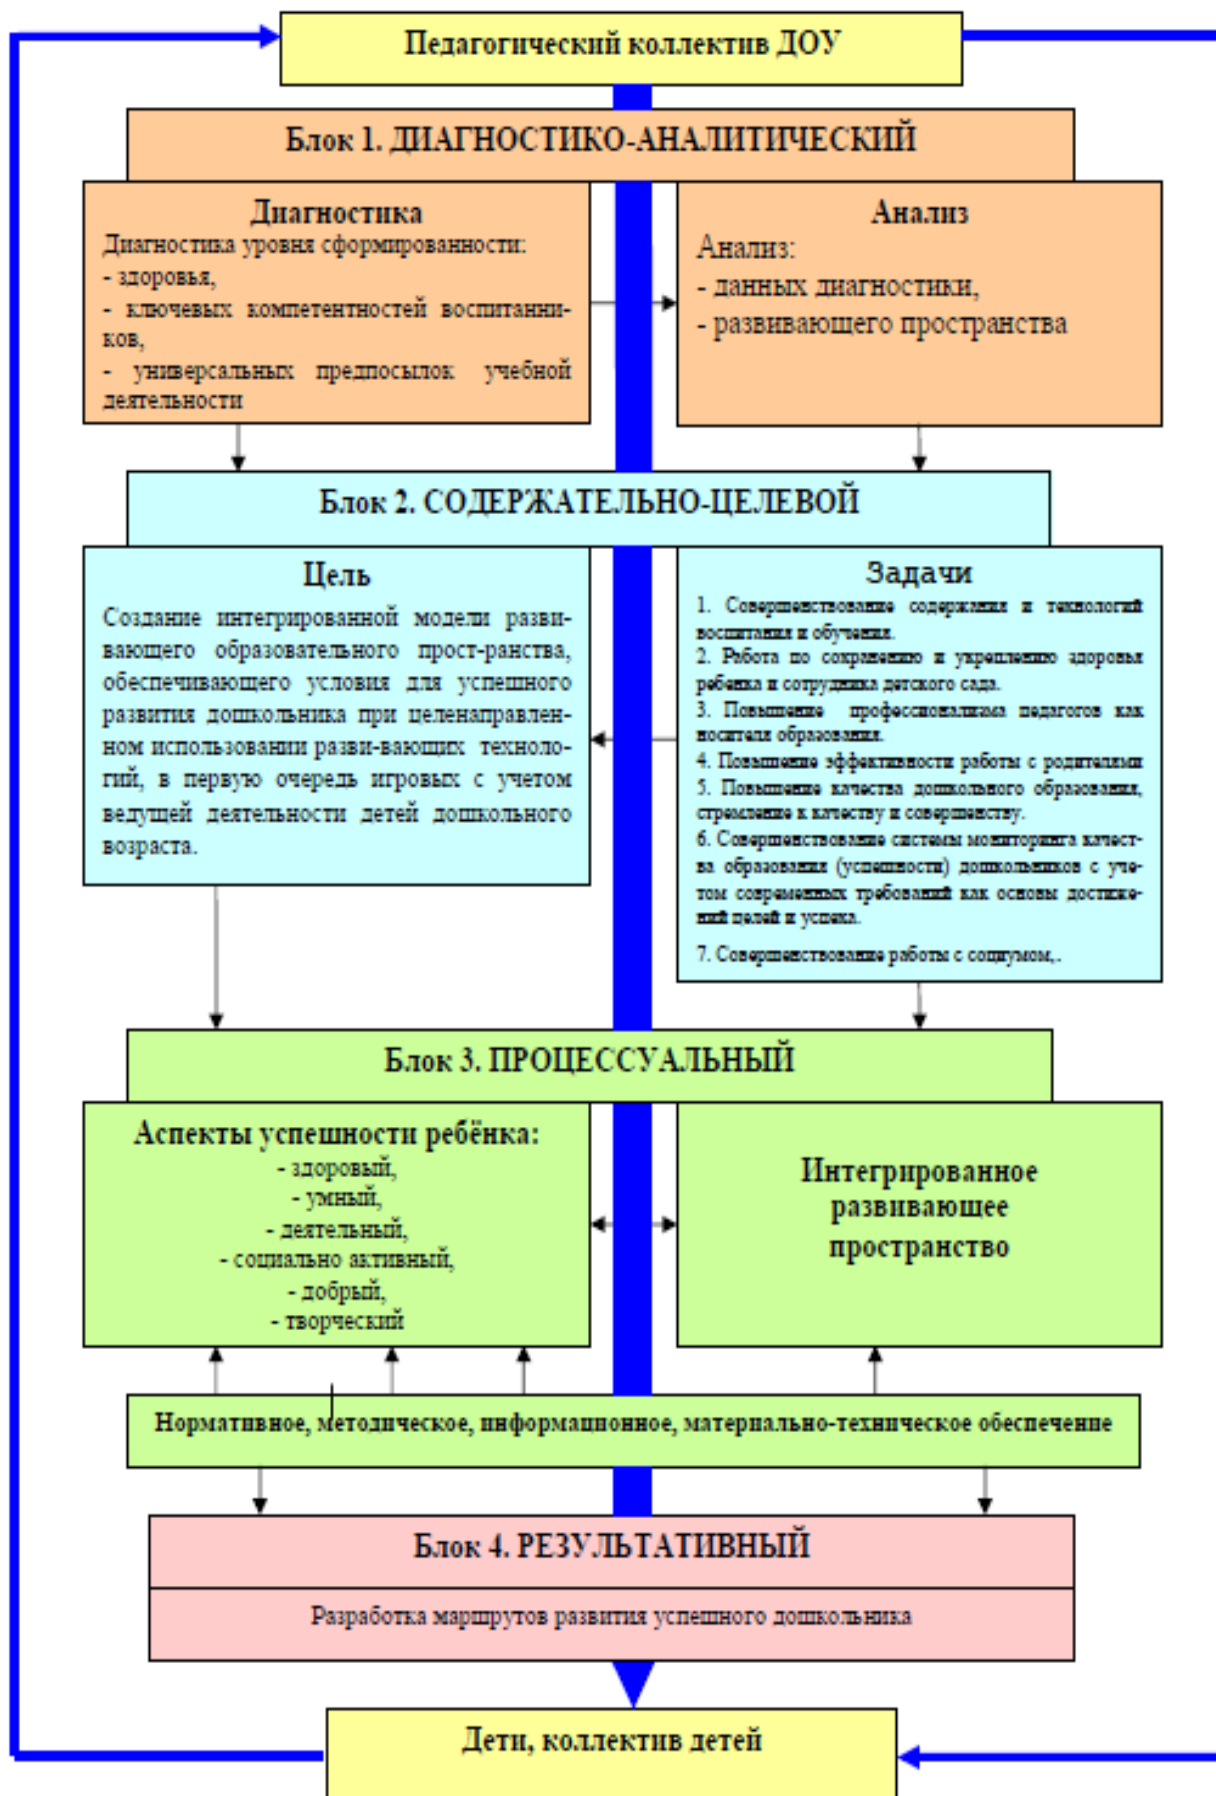 Педагогический коллектив ДОУ
Блок 1. ДИАГНОСТИКО-АНАЛИТИЧЕСКИЙ
Диагностика
Диагностика уровня сформированности:
- здоровья,
- ключевых компетентностей воспитанни-
ков,
- универсальных предпосылок учебной
деятельности
Анализ
Анализ:
- данных диагностики,
- развивающего пространства
Блок 2. СОДЕРЖАТЕЛЬНО-ЦЕЛЕВОЙ
Цель
Создание интегрированной модели разви-
вающего образовательного прост-ранства,
обеспечивающего условия для успешного
развития дошкольника при целенаправлен-
ном использовании разви-вающих техноло-
гий, в первую очередь игровых с учетом
ведущей деятельности детей дошкольного
возраста.
Задачи
1. Совершенствование содержания и технологий
воспитания и обучения.
2. Работа по сохранению и укреплению здоровья
ребенка и сотрудника детского сада.
3. Повышение профессионализма педагогов как
носителя образования.
4. Повышение эффективности работы с родителями
5. Повышение качества дошкольного образования,
стремление к качеству и совершенству.
6. Совершенствование системы мониторинга качест-
ва образования (успешности) дошкольников с уче-
том современных требований как основы достиже-
ний целей и успеха.
7. Совершенствование работы с социумом,.
Блок 3. ПРОЦЕССУАЛЬНЫЙ
Аспекты успешности ребёнка:
- здоровый,
- умный,
- деятельный,
- социально активный,
- добрый,
- творческий
Интегрированное
развивающее
пространство
Нормативное, методическое, информационное, материально-техническое обеспечение
Блок 4. РЕЗУЛЬТАТИВНЫЙ
Разработка маршрутов развития успешного дошкольника
Дети, коллектив детей